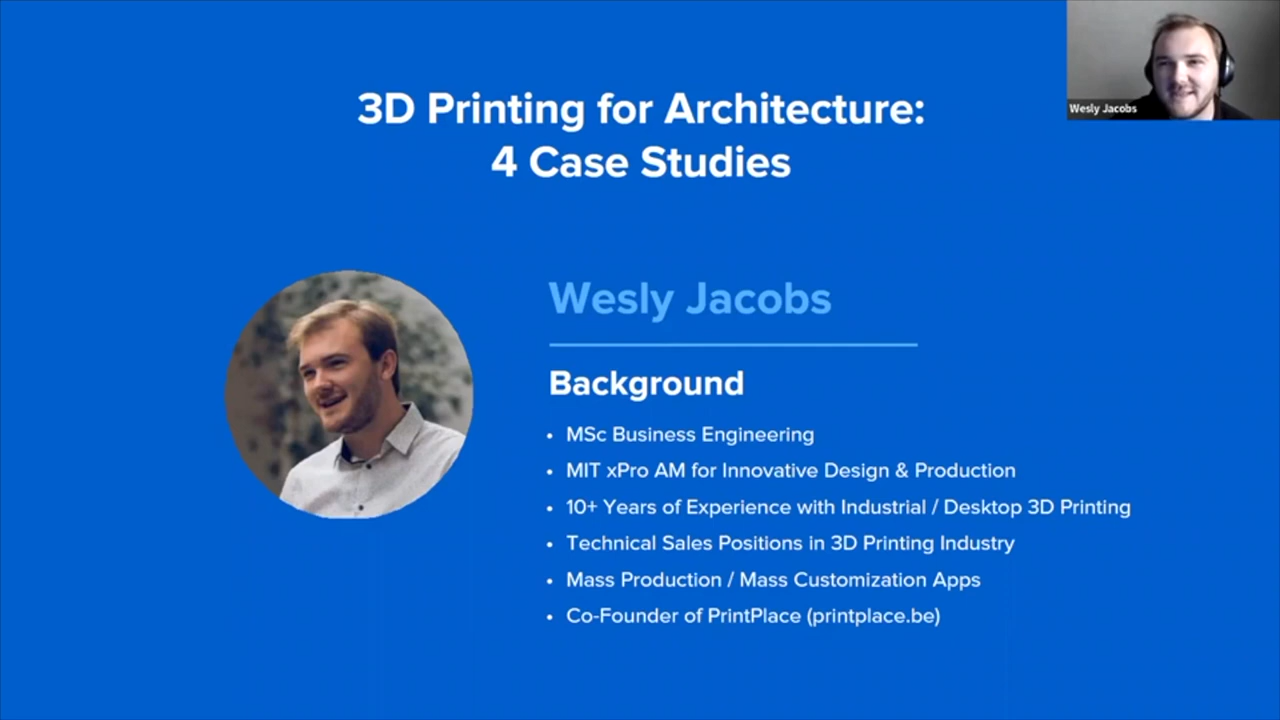 3D Printing for Architecture:
4 Case Studies
Wesly Jacobs
Wesly Jacobs
Background
• MSc Business Engineering
• MIT xPro AM for Innovative Design & Production
• 10+ Years of Experience with Industrial / Desktop 3D Printing
• Technical Sales Positions in 3D Printing Industry
• Mass Production / Mass Customization Apps
• Co-Founder of PrintPlace (printplace.be)